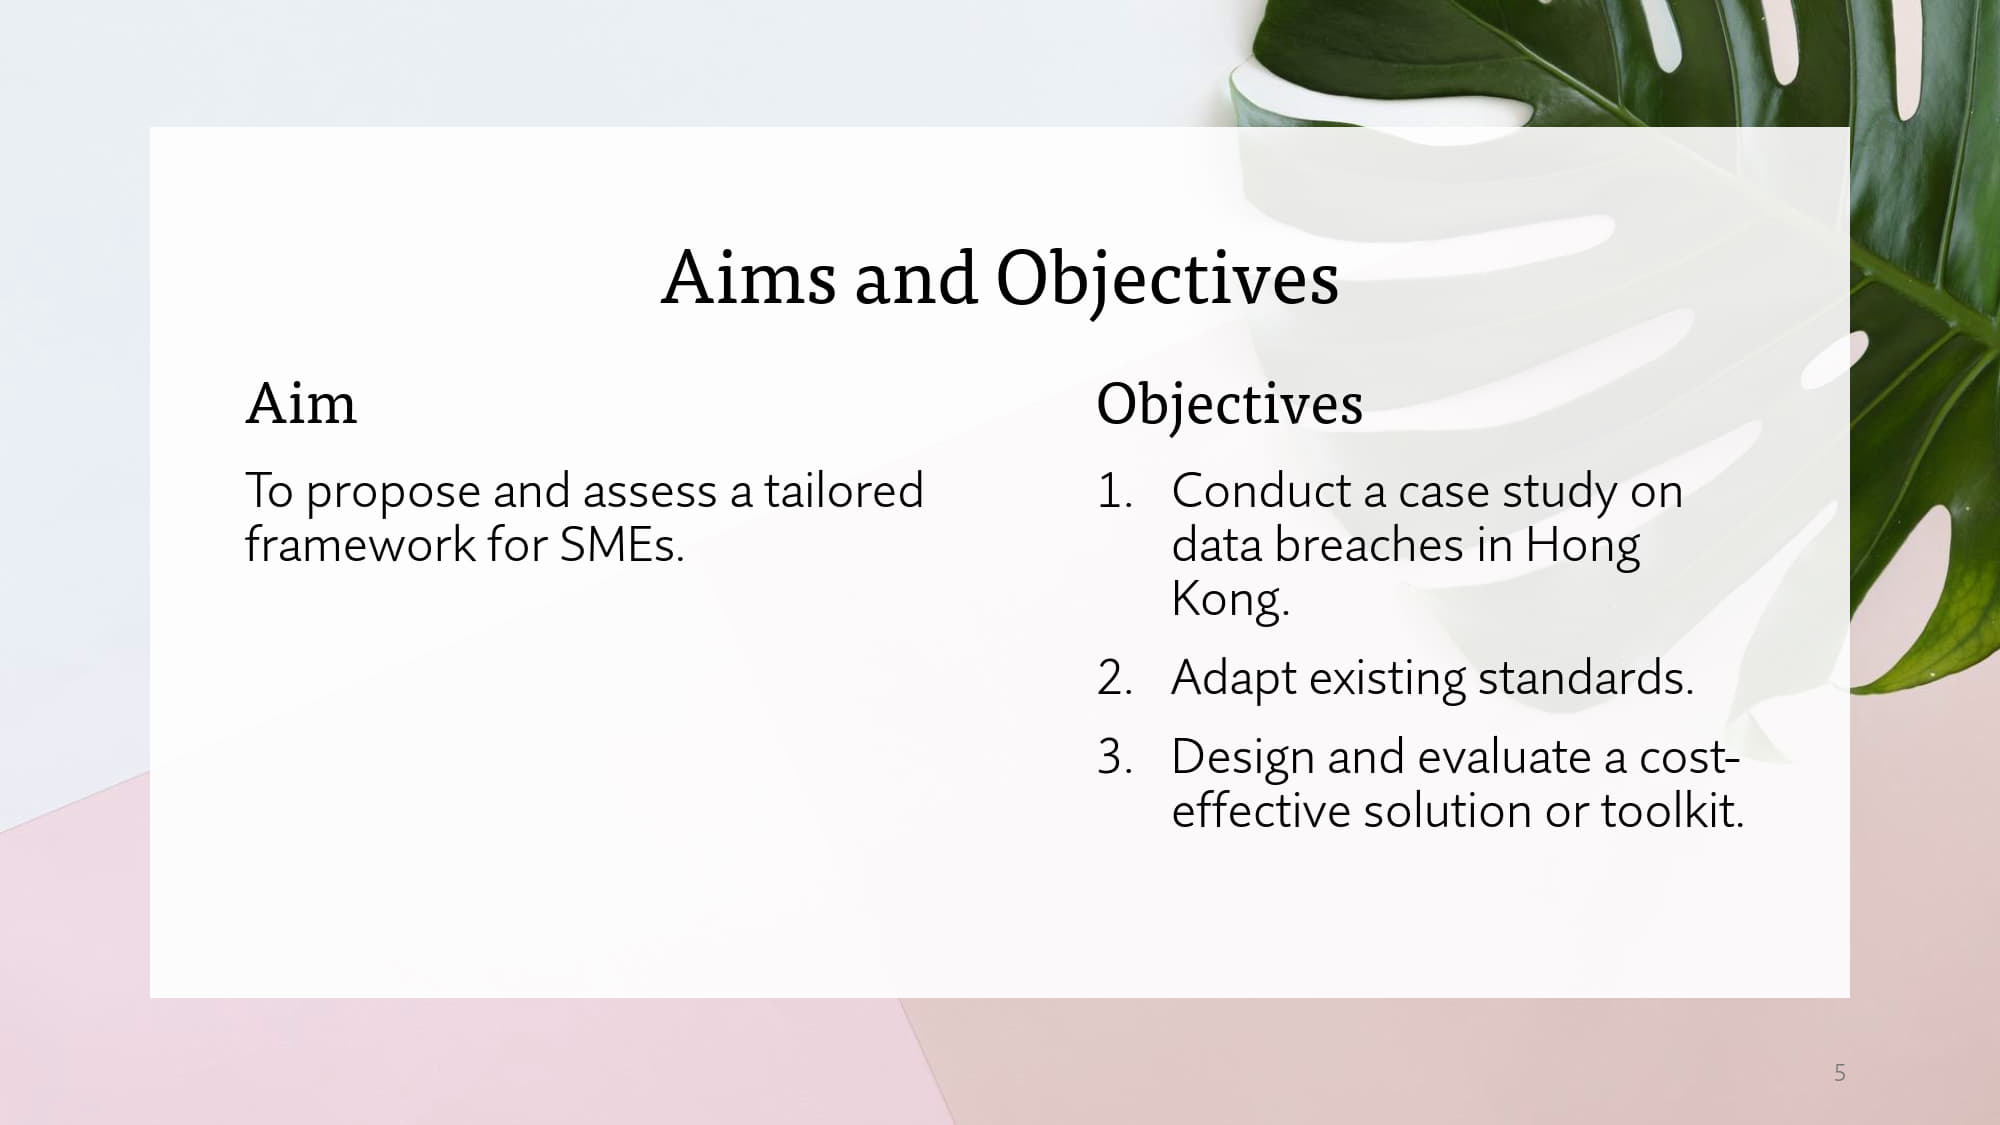 Aims and Objectives
Aim
To propose and assess a tailored
framework for SMEs.
Objectives
1. Conduct a case study on
data breaches in Hong
Kong.
2. Adapt existing standards.
3. Design and evaluate a cost-
effective solution or toolkit.
5